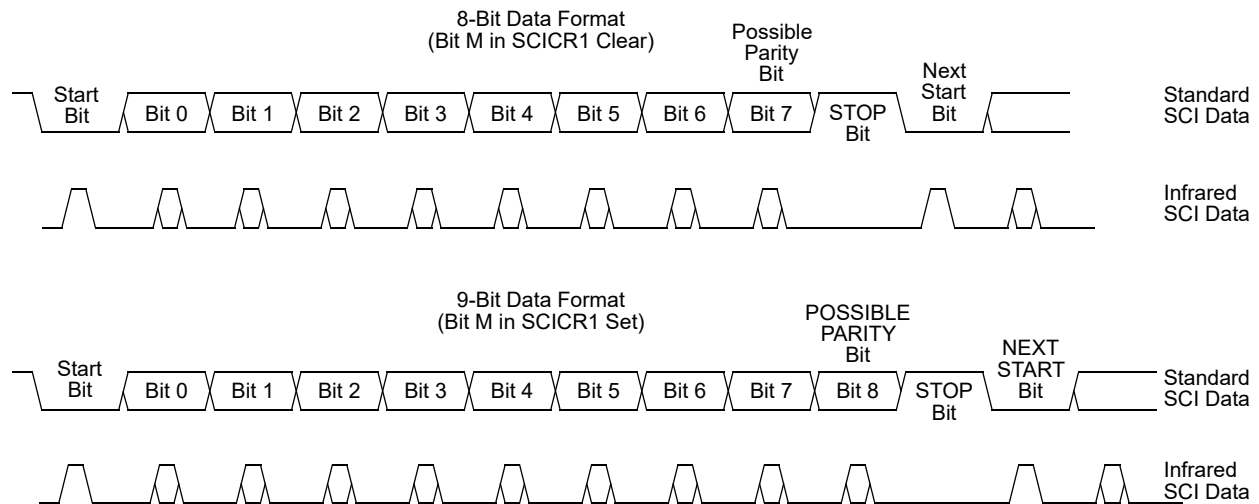 8-Bit Data Format
(Bit M in SCICR1 Clear)
Possible
Parity
Bit
Next
Start
Bit
Start
Bit
Bit 0
Bit 1
Bit 2
Bit 3
Bit 4
Bit 5
Bit 6
Bit 7
STOP
Bit
Standard
SCI Data
Infrared
SCI Data
9-Bit Data Format
(Bit M in SCICR1 Set)
POSSIBLE
PARITY
Bit
NEXT
START
Bit
Start
Bit
Bit 0
Bit 1
Bit 2
Bit 3
Bit 4
Bit 5
Bit 6
Bit 7
Bit 8
STOP
Bit
Standard
SCI Data
Infrared
SCI Data